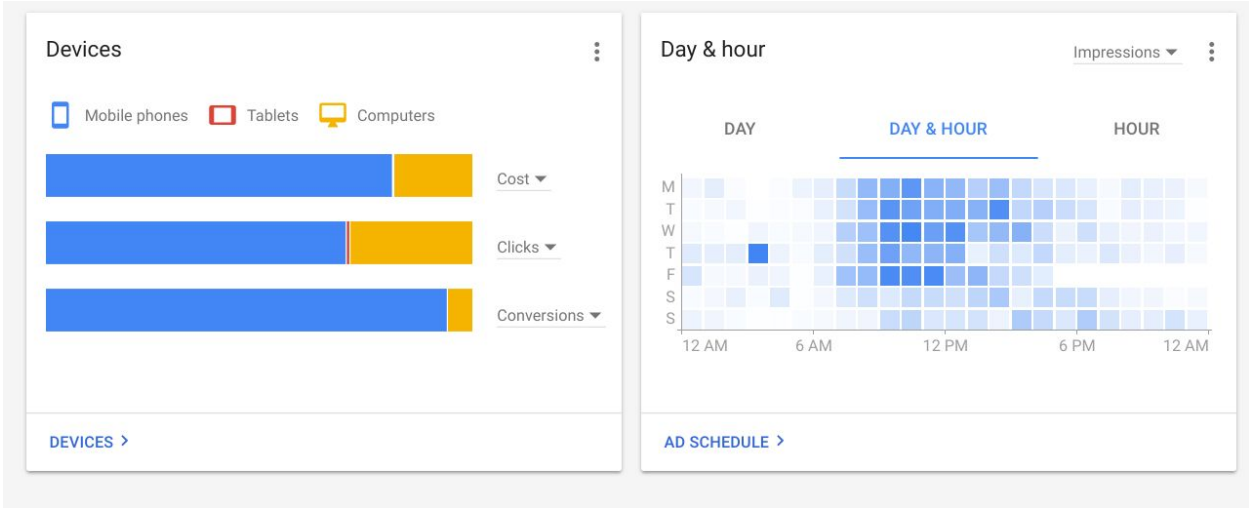 Devices
Mobile phones Tablets Computers
Cost
Clicks
Conversions
DEVICES
Day & hour
Impressions
DAY DAY & HOUR HOUR
M
T
W
T
F
S
S
12 AM 6 AM 12 PM 6 PM 12 AM
AD SCHEDULE